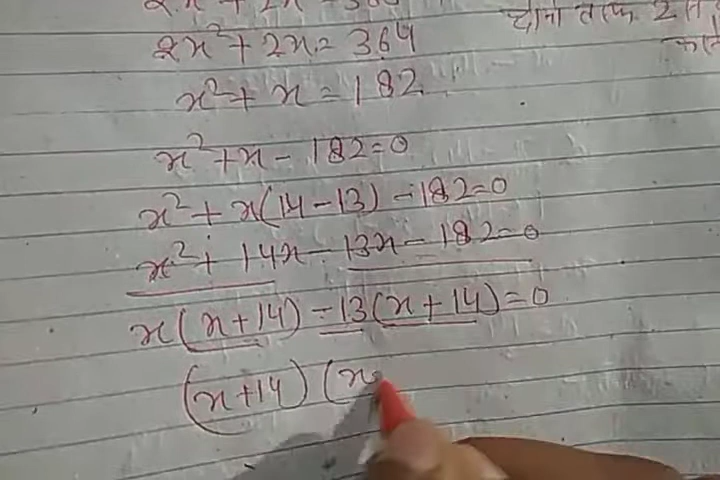 2x² + 2x = 364
x² + x = 182
x² + x - 182 = 0
x² + x(14 - 13) - 182 = 0
x² + 14x - 13x - 182 = 0
x(x + 14) - 13(x + 14) = 0
(x + 14) (x